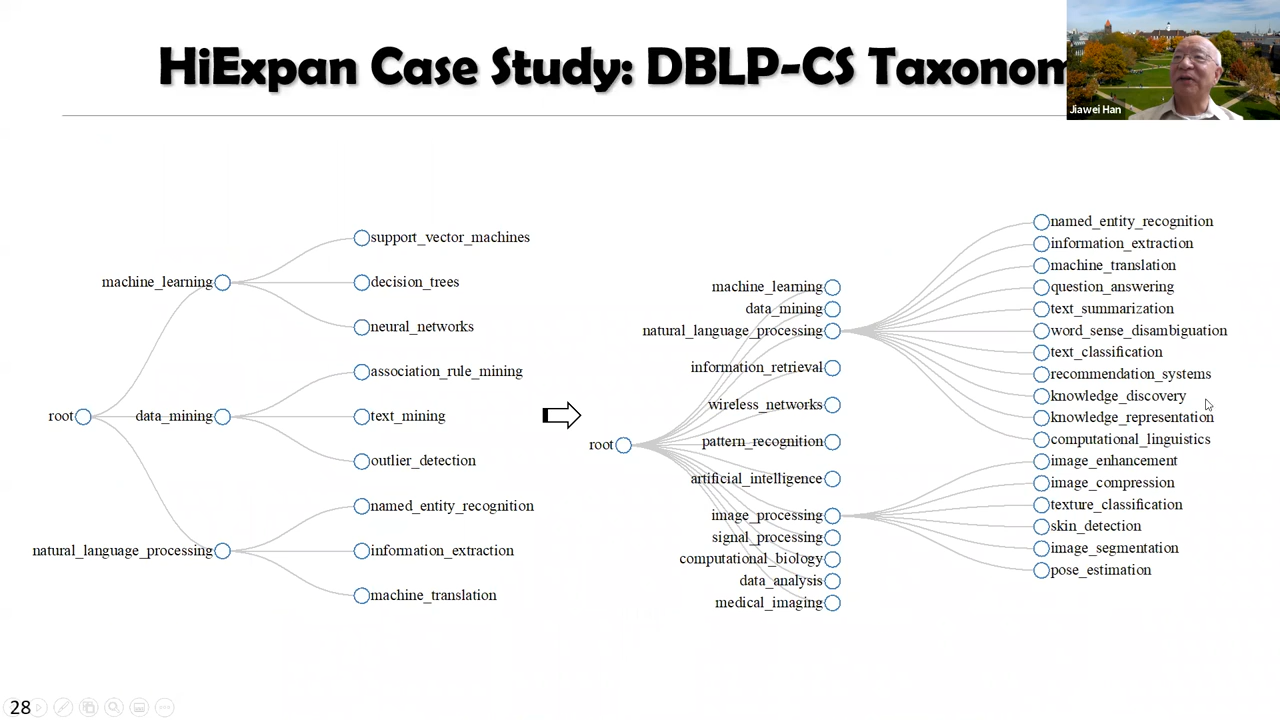 HiExpan Case Study: DBLP-CS Taxonom
Jiawei Han
root
machine_learning
data_mining
natural_language_processing
support_vector_machines
decision_trees
neural_networks
association_rule_mining
text_mining
outlier_detection
named_entity_recognition
information_extraction
machine_translation
root
machine_learning
data_mining
natural_language_processing
information_retrieval
wireless_networks
pattern_recognition
artificial_intelligence
image_processing
signal_processing
computational_biology
data_analysis
medical_imaging
named_entity_recognition
information_extraction
machine_translation
question_answering
text_summarization
word_sense_disambiguation
text_classification
recommendation_systems
knowledge_discovery
knowledge_representation
computational_linguistics
image_enhancement
image_compression
texture_classification
skin_detection
image_segmentation
pose_estimation
28